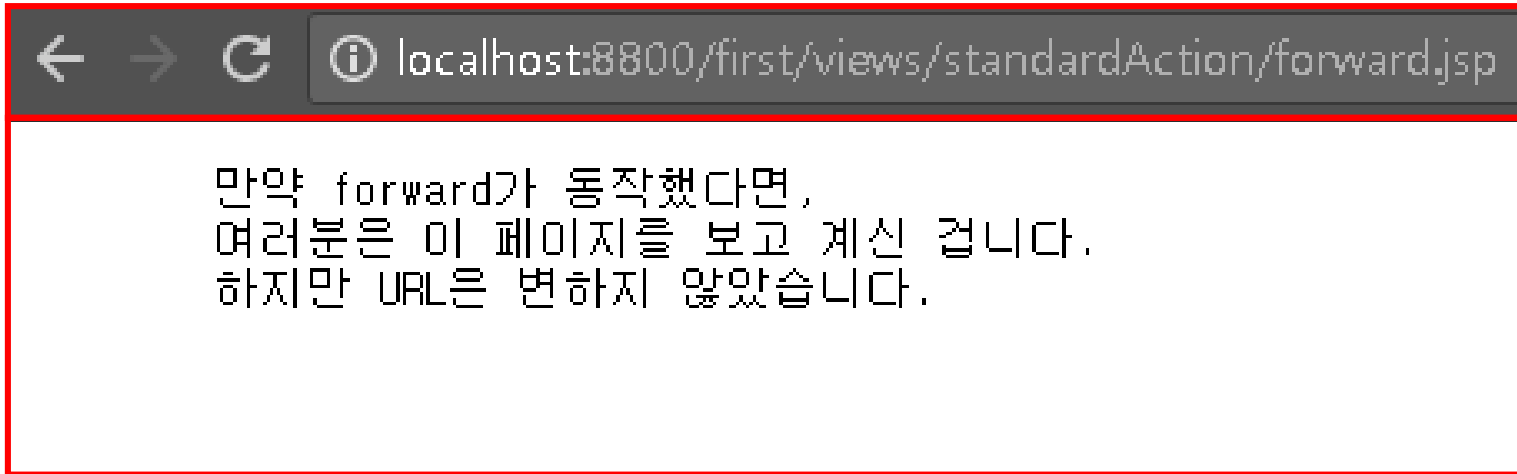 localhost:8800/first/views/standardAction/forward.jsp
만약 forward가 동작했다면,
여러분은 이 페이지를 보고 계신 겁니다.
하지만 URL은 변하지 않았습니다.